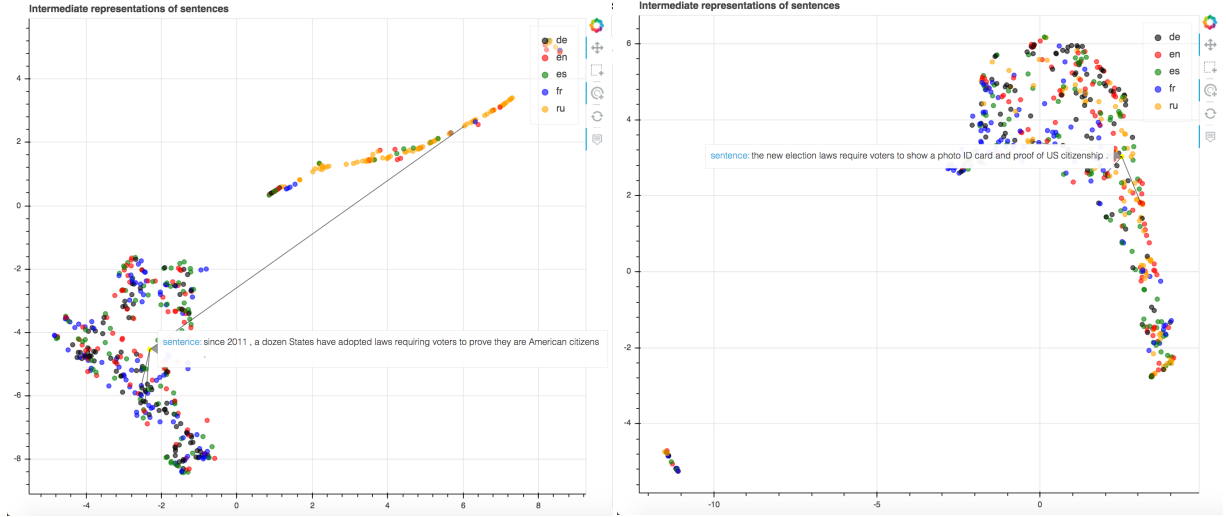 Intermediate representations of sentences
de
en
es
fr
ru
4
2
0
-2
-4
-6
-8
-4
-2
0
2
4
6
8
sentence: since 2011 , a dozen States have adopted laws requiring voters to prove they are American citizens
Intermediate representations of sentences
de
en
es
fr
ru
6
4
2
0
-2
-4
-10
-5
0
sentence: the new election laws require voters to show a photo ID card and proof of US citizenship .